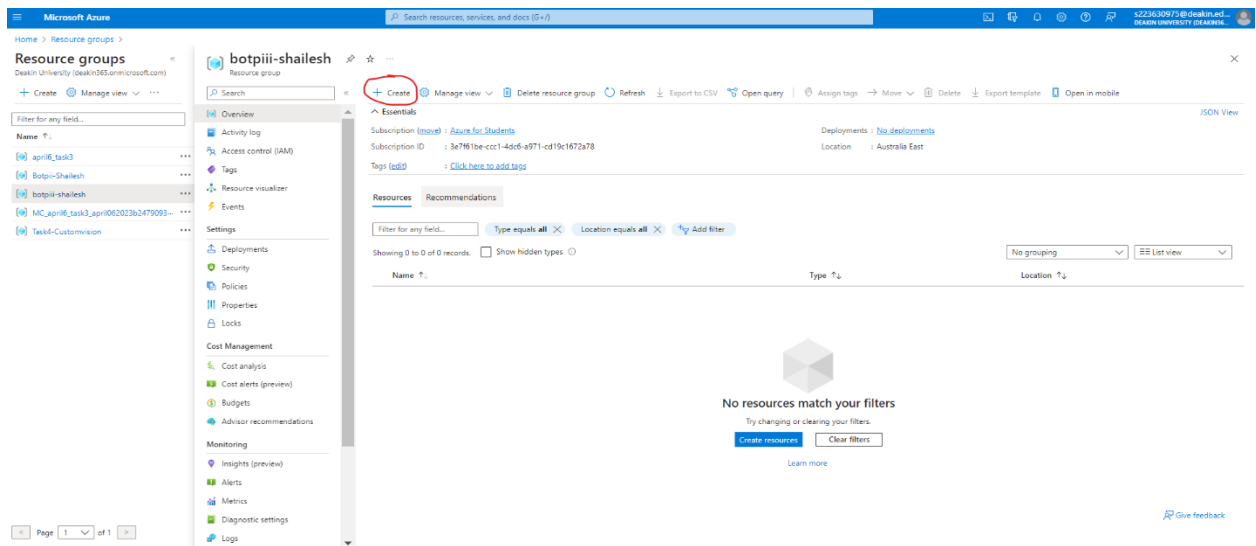 Microsoft Azure
Search resources, services, and docs (G+/)
s223630975@deakin.ed...
DEAKIN UNIVERSITY (DEAKIN36...
Home > Resource groups >
Resource groups «
Deakin University (deakin365.onmicrosoft.com)
+ Create Manage view ...
Filter for any field...
Name ↑
april6_task3 ...
Botpii-Shailesh ...
botpiii-shailesh ...
MC_april6_task3_april062023b2479093... ...
Task4-Customvision ...
< Page 1 of 1 >
botpiii-shailesh ...
Resource group
Search «
Overview
Activity log
Access control (IAM)
Tags
Resource visualizer
Events
Settings
Deployments
Security
Policies
Properties
Locks
Cost Management
Cost analysis
Cost alerts (preview)
Budgets
Advisor recommendations
Monitoring
Insights (preview)
Alerts
Metrics
Diagnostic settings
Logs
+ Create Manage view Delete resource group Refresh Export to CSV Open query | Assign tags Move Delete Export template Open in mobile
Essentials JSON View
Subscription (move) : Azure for Students Deployments : No deployments
Subscription ID : 3e7f61be-ccc1-4dc6-a971-cd19c1672a78 Location : Australia East
Tags (edit) : Click here to add tags
Resources Recommendations
Filter for any field... Type equals all × Location equals all × Add filter
Showing 0 to 0 of 0 records. Show hidden types No grouping List view
Name ↑ Type ↑↓ Location ↑↓
No resources match your filters
Try changing or clearing your filters.
Create resources Clear filters
Learn more
Give feedback